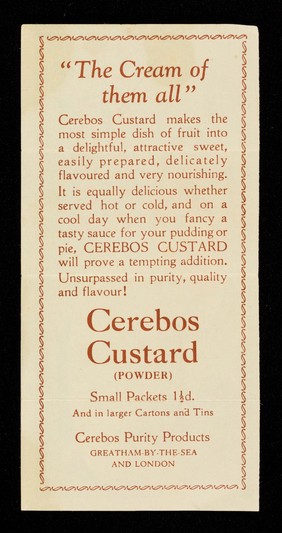 “The Cream of
them all”
Cerebos Custard makes the
most simple dish of fruit into
a delightful, attractive sweet,
easily prepared, delicately
flavoured and very nourishing.
It is equally delicious whether
served hot or cold, and on a
cool day when you fancy a
tasty sauce for your pudding or
pie, CEREBOS CUSTARD
will prove a tempting addition.
Unsurpassed in purity, quality
and flavour!
Cerebos
Custard
(POWDER)
Small Packets 1½d.
And in larger Cartons and Tins
Cerebos Purity Products
GREATHAM-BY-THE-SEA
AND LONDON